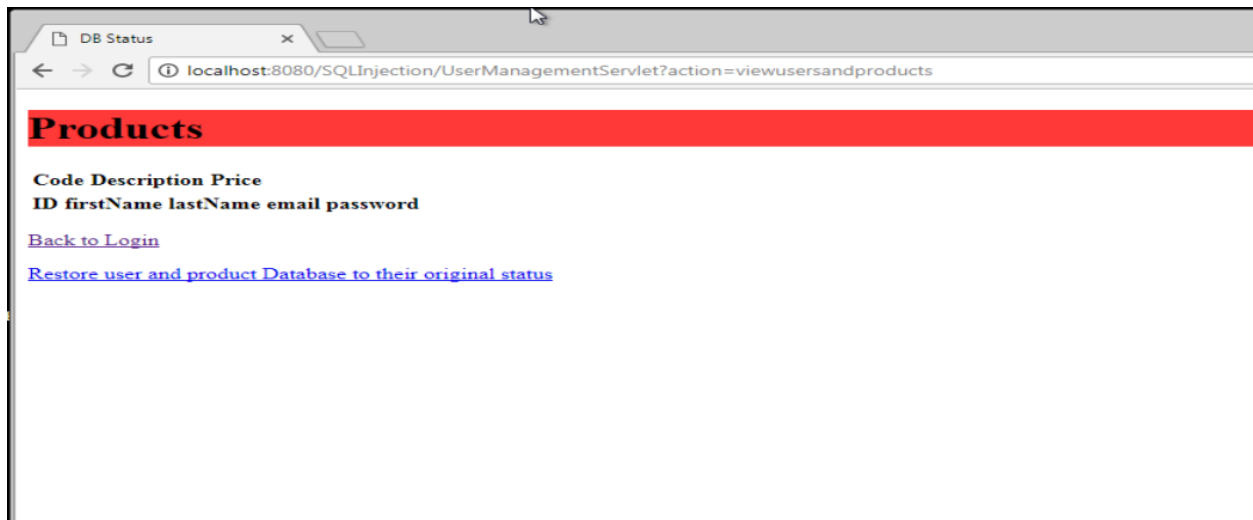 DB Status
localhost:8080/SQLInjection/UserManagementServlet?action=viewusersandproducts
Products
Code Description Price
ID firstName lastName email password
Back to Login
Restore user and product Database to their original status